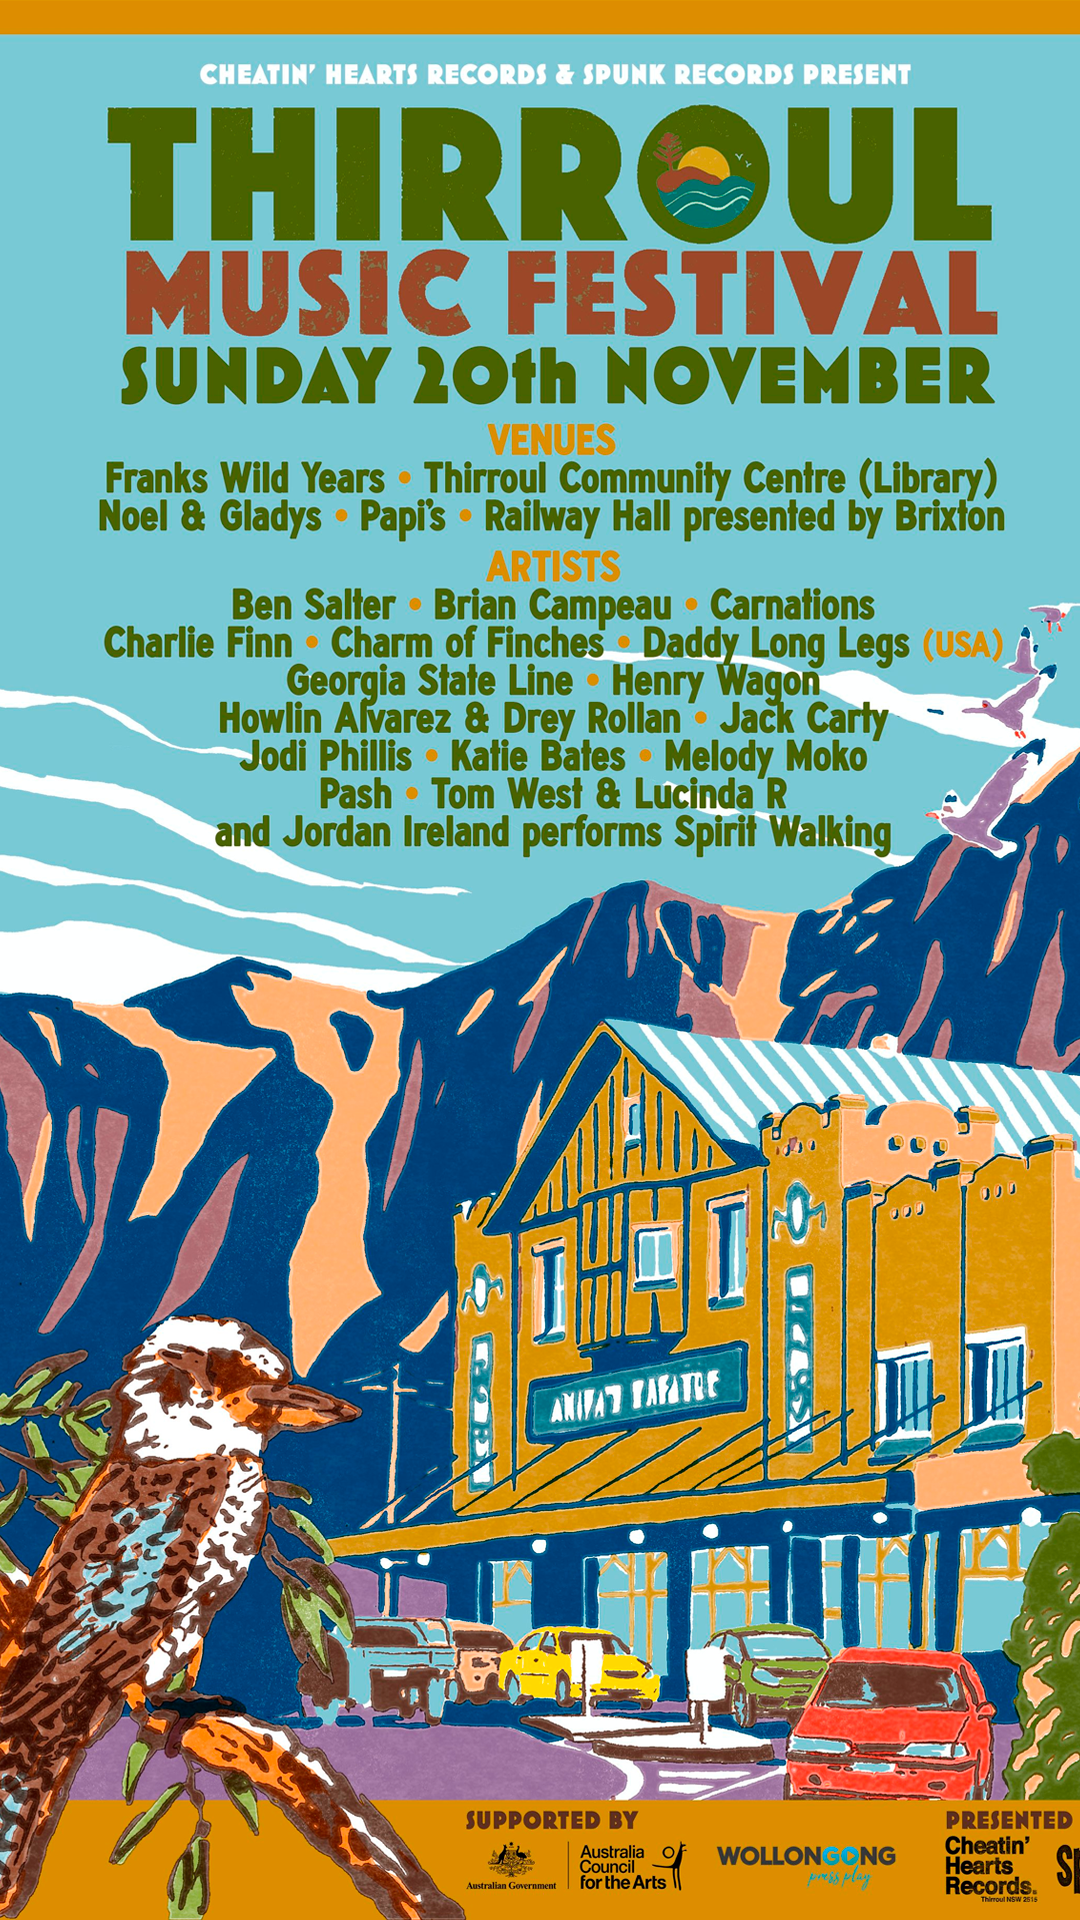 CHEATIN' HEARTS RECORDS & SPUNK RECORDS PRESENT
THIRROUL
MUSIC FESTIVAL
SUNDAY 20th NOVEMBER
VENUES
Franks Wild Years • Thirroul Community Centre (Library)
Noel & Gladys • Papi's • Railway Hall presented by Brixton
ARTISTS
Ben Salter • Brian Campeau • Carnations
Charlie Finn • Charm of Finches • Daddy Long Legs (USA)
Georgia State Line • Henry Wagon
Howlin Alvarez & Drey Rollan • Jack Carty
Jodi Phillis • Katie Bates • Melody Moko
Pash • Tom West & Lucinda R
and Jordan Ireland performs Spirit Walking
SUPPORTED BY
Australian Government
Australia
Council
for the Arts
WOLLONGONG
press play
PRESENTED
Cheatin'
Hearts
Records.
Thirroul NSW 2515